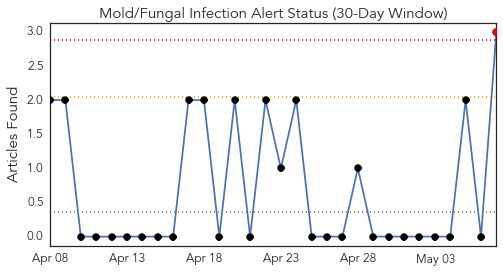 Mold/Fungal Infection Alert Status (30-Day Window)
Articles Found
3.0
2.5
2.0
1.5
1.0
0.5
0.0
Apr 08 Apr 13 Apr 18 Apr 23 Apr 28 May 03